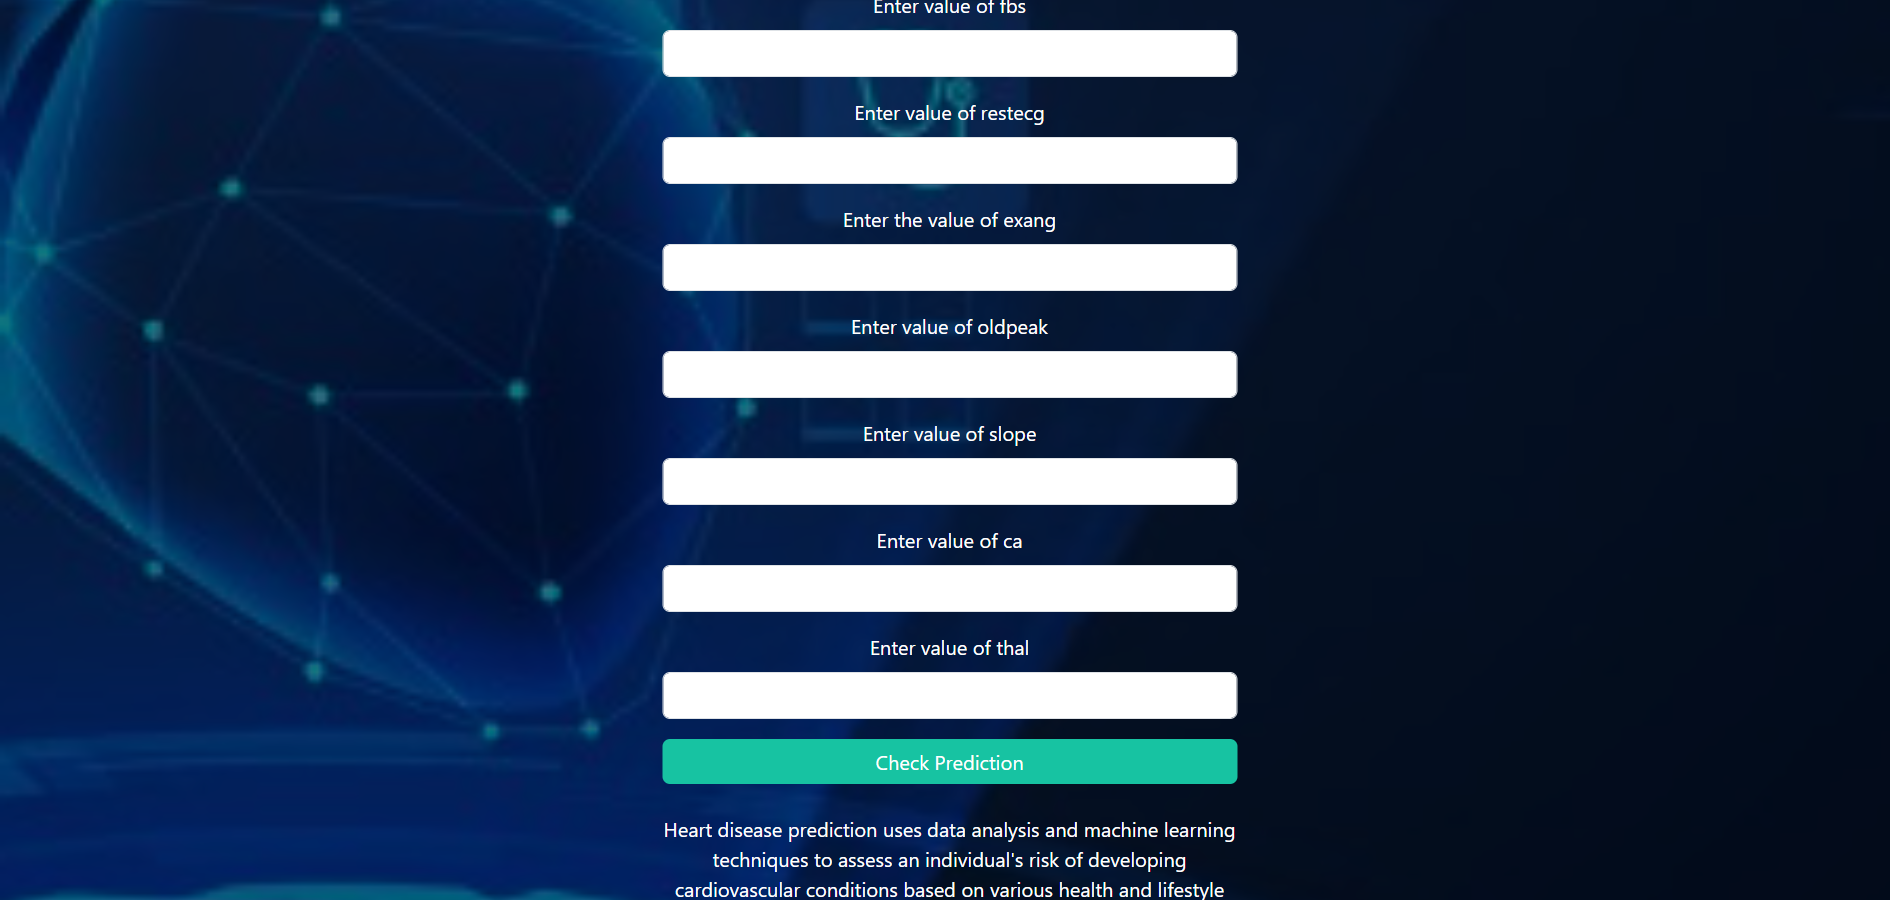 Enter value of fbs
Enter value of restecg
Enter the value of exang
Enter value of oldpeak
Enter value of slope
Enter value of ca
Enter value of thal
Check Prediction
Heart disease prediction uses data analysis and machine learning
techniques to assess an individual's risk of developing
cardiovascular conditions based on various health and lifestyle